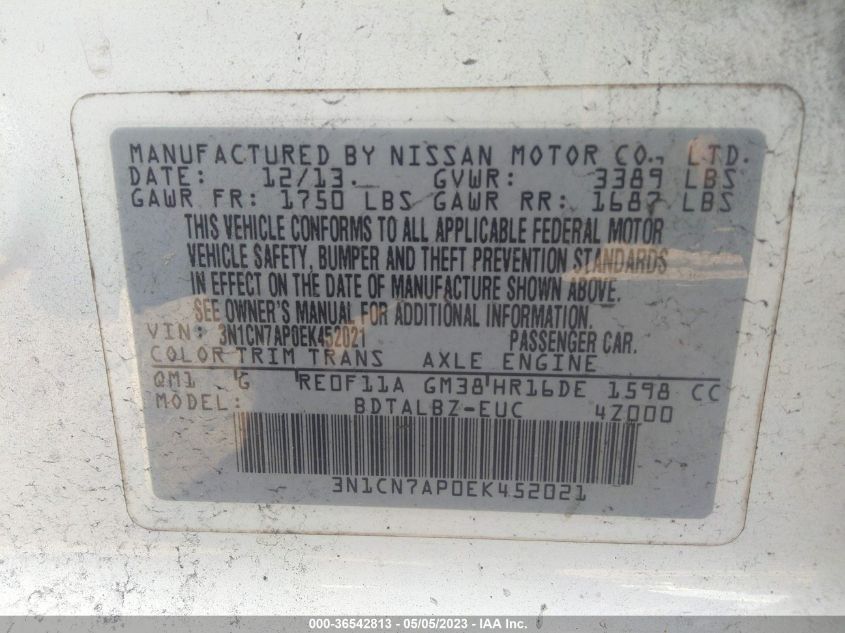 MANUFACTURED BY NISSAN MOTOR CO., LTD.
DATE: 12/13. GVWR: 3389 LBS
GAWR FR: 1750 LBS GAWR RR: 1687 LBS
THIS VEHICLE CONFORMS TO ALL APPLICABLE FEDERAL MOTOR
VEHICLE SAFETY, BUMPER AND THEFT PREVENTION STANDARDS
IN EFFECT ON THE DATE OF MANUFACTURE SHOWN ABOVE.
SEE OWNER'S MANUAL FOR ADDITIONAL INFORMATION.
VIN: 3N1CN7AP0EK452021 PASSENGER CAR.
COLOR TRIM TRANS AXLE ENGINE
QM1 G RE0F11A GM38 HR16DE 1598 CC
MODEL: BDTALBZ-EUC 4Z000
3N1CN7AP0EK452021
000-36542813 - 05/05/2023 - IAA Inc.